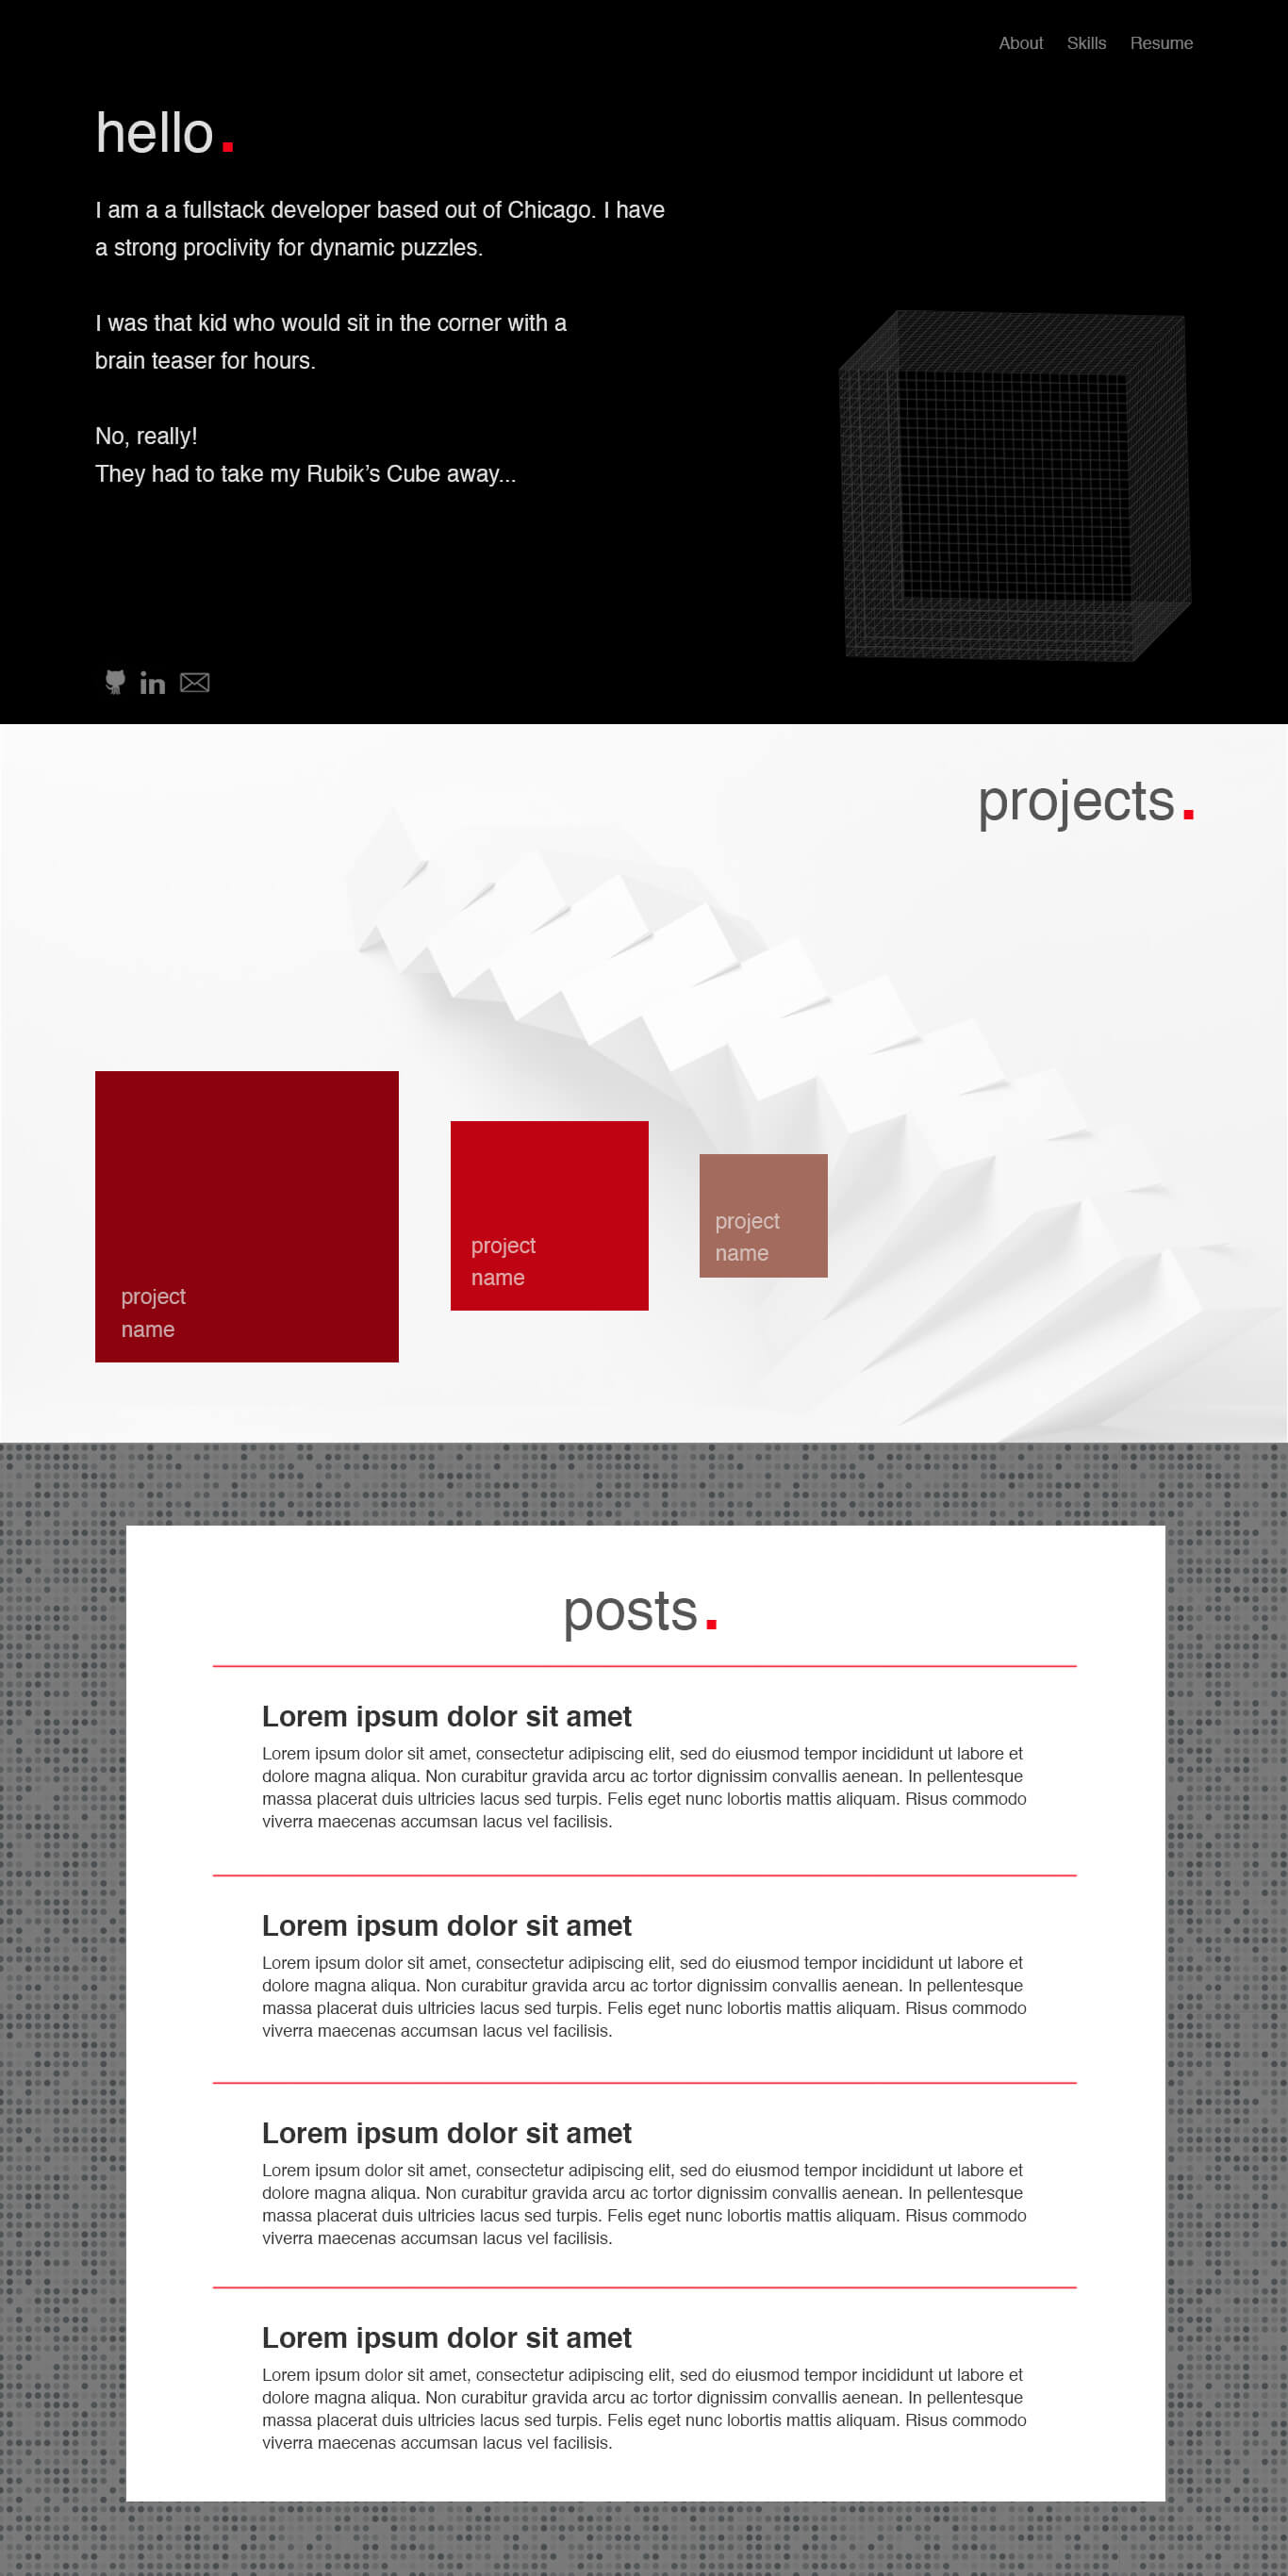 About Skills Resume
hello.
I am a a fullstack developer based out of Chicago. I have
a strong proclivity for dynamic puzzles.
I was that kid who would sit in the corner with a
brain teaser for hours.
No, really!
They had to take my Rubik’s Cube away...
in
projects.
project
name
project
name
project
name
posts.
Lorem ipsum dolor sit amet
Lorem ipsum dolor sit amet, consectetur adipiscing elit, sed do eiusmod tempor incididunt ut labore et
dolore magna aliqua. Non curabitur gravida arcu ac tortor dignissim convallis aenean. In pellentesque
massa placerat duis ultricies lacus sed turpis. Felis eget nunc lobortis mattis aliquam. Risus commodo
viverra maecenas accumsan lacus vel facilisis.
Lorem ipsum dolor sit amet
Lorem ipsum dolor sit amet, consectetur adipiscing elit, sed do eiusmod tempor incididunt ut labore et
dolore magna aliqua. Non curabitur gravida arcu ac tortor dignissim convallis aenean. In pellentesque
massa placerat duis ultricies lacus sed turpis. Felis eget nunc lobortis mattis aliquam. Risus commodo
viverra maecenas accumsan lacus vel facilisis.
Lorem ipsum dolor sit amet
Lorem ipsum dolor sit amet, consectetur adipiscing elit, sed do eiusmod tempor incididunt ut labore et
dolore magna aliqua. Non curabitur gravida arcu ac tortor dignissim convallis aenean. In pellentesque
massa placerat duis ultricies lacus sed turpis. Felis eget nunc lobortis mattis aliquam. Risus commodo
viverra maecenas accumsan lacus vel facilisis.
Lorem ipsum dolor sit amet
Lorem ipsum dolor sit amet, consectetur adipiscing elit, sed do eiusmod tempor incididunt ut labore et
dolore magna aliqua. Non curabitur gravida arcu ac tortor dignissim convallis aenean. In pellentesque
massa placerat duis ultricies lacus sed turpis. Felis eget nunc lobortis mattis aliquam. Risus commodo
viverra maecenas accumsan lacus vel facilisis.